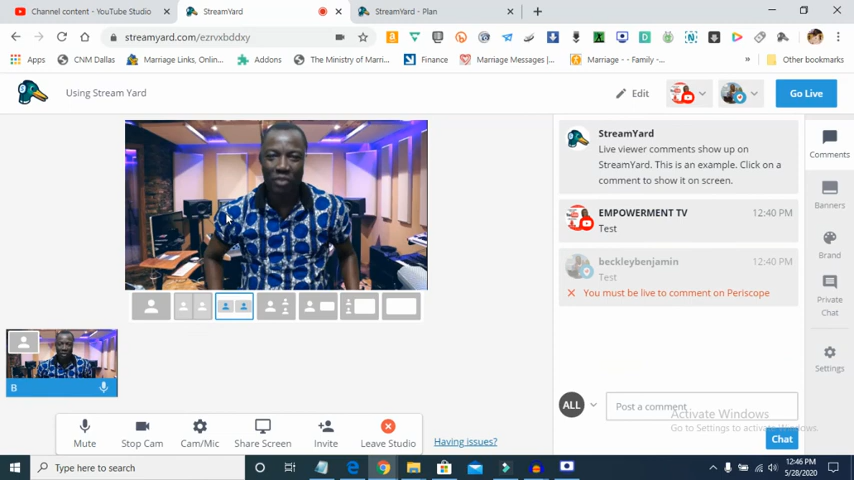 Channel content - YouTube Studio
StreamYard
StreamYard - Plan
streamyard.com/ezrvxbddxy
Apps
CNM Dallas
Marriage Links, Onlin...
Addons
The Ministry of Marri...
Finance
Marriage Messages |...
Marriage - - Family -...
»
Other bookmarks
Using Stream Yard
Edit
Go Live
StreamYard
Live viewer comments show up on
StreamYard. This is an example. Click on a
comment to show it on screen.
EMPOWERMENT TV 12:40 PM
Test
beckleybenjamin 12:40 PM
Test
You must be live to comment on Periscope
Comments
Banners
Brand
Private
Chat
Settings
B
ALL
Post a comment
Activate Windows
Go to Settings to activate Windows.
Chat
Mute
Stop Cam
Cam/Mic
Share Screen
Invite
Leave Studio
Having issues?
Type here to search
12:46 PM
5/28/2020